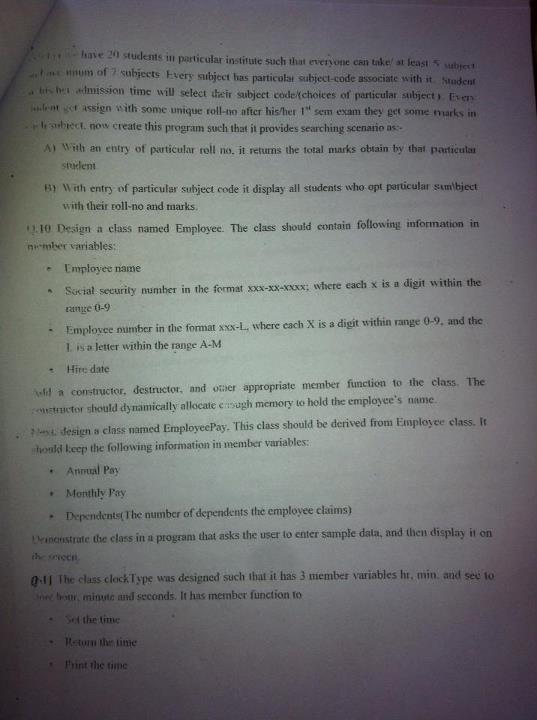 have 20 students in particular institute such that everyone can take/ at least 5 subject
mum of 7 subjects. Every subject has particular subject-code associate with it. Student
his/her admission time will select their subject code/(choices of particular subject). Every
get assign with some unique roll-no after his/her 1st sem exam they get some marks in
subject. now create this program such that it provides searching scenario as:-
A) With an entry of particular roll no, it returns the total marks obtain by that particular
student
B) With entry of particular subject code it display all students who opt particular sum\bject
with their roll-no and marks.
Q.10 Design a class named Employee. The class should contain following information in
member variables:
• Employee name
• Social security number in the format xxx-xx-xxxx; where each x is a digit within the
range 0-9
• Employee number in the format xxx-L, where each X is a digit within range 0-9, and the
L is a letter within the range A-M
• Hire date
Add a constructor, destructor, and other appropriate member function to the class. The
constructor should dynamically allocate enough memory to hold the employee's name.
Next, design a class named EmployeePay. This class should be derived from Employee class. It
should keep the following information in member variables:
• Annual Pay
• Monthly Pay
• Dependents(The number of dependents the employee claims)
Demonstrate the class in a program that asks the user to enter sample data, and then display it on
the screen.
Q.11 The class clockType was designed such that it has 3 member variables hr, min. and sec to
hour, minute and seconds. It has member function to
• Set the time
• Return the time
• Print the time